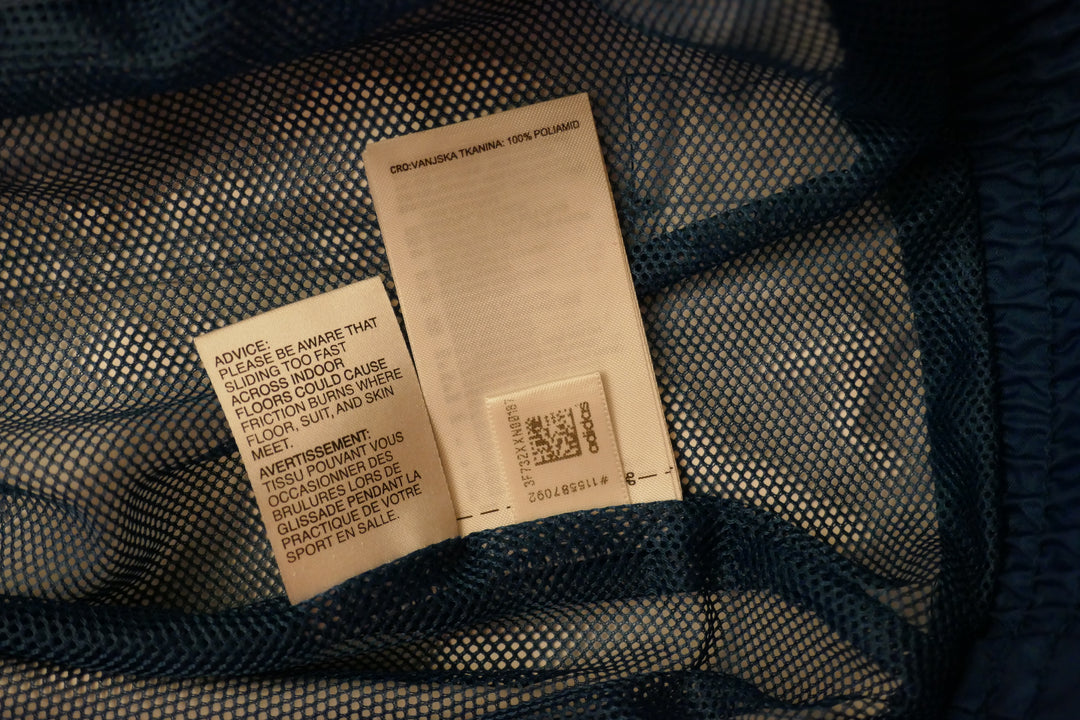 CRO:VANJSKA TKANINA: 100% POLIAMID
ADVICE:
PLEASE BE AWARE THAT
SLIDING TOO FAST
ACROSS INDOOR
FLOORS COULD CAUSE
FRICTION BURNS WHERE
FLOOR, SUIT, AND SKIN
MEET.
AVERTISSEMENT:
TISSU POUVANT VOUS
OCCASIONNER DES
BRULURES LORS DE
GLISSADE PENDANT LA
PRACTIQUE DE VOTRE
SPORT EN SALLE.
adidas
#115587092